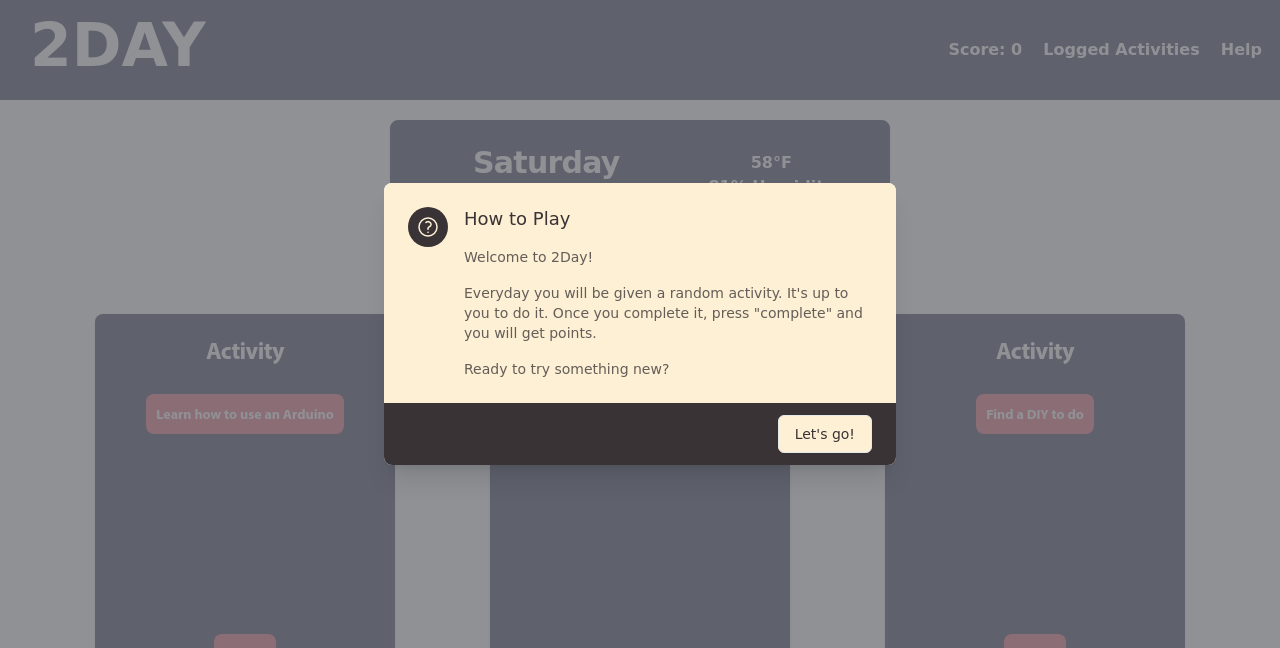 2DAY
Score: 0
Logged Activities
Help
Saturday
58°F
How to Play
Welcome to 2Day!
Everyday you will be given a random activity. It's up to
you to do it. Once you complete it, press "complete" and
you will get points.
Ready to try something new?
Let's go!
Activity
Learn how to use an Arduino
Activity
Find a DIY to do